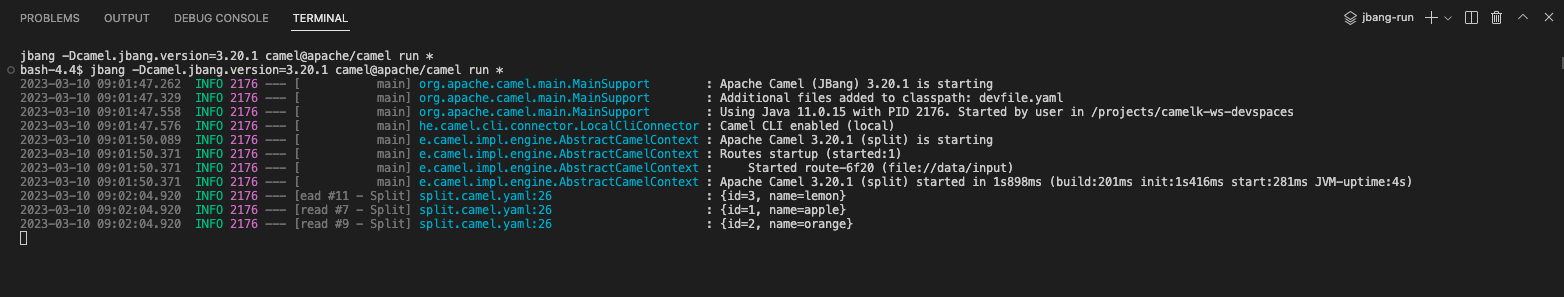 PROBLEMS OUTPUT DEBUG CONSOLE TERMINAL jbang-run
jbang -Dcamel.jbang.version=3.20.1 camel@apache/camel run *
bash-4.4$ jbang -Dcamel.jbang.version=3.20.1 camel@apache/camel run *
2023-03-10 09:01:47.262  INFO 2176 --- [           main] org.apache.camel.main.MainSupport        : Apache Camel (JBang) 3.20.1 is starting
2023-03-10 09:01:47.329  INFO 2176 --- [           main] org.apache.camel.main.MainSupport        : Additional files added to classpath: devfile.yaml
2023-03-10 09:01:47.558  INFO 2176 --- [           main] org.apache.camel.main.MainSupport        : Using Java 11.0.15 with PID 2176. Started by user in /projects/camelk-ws-devspaces
2023-03-10 09:01:47.576  INFO 2176 --- [           main] he.camel.cli.connector.LocalCliConnector : Camel CLI enabled (local)
2023-03-10 09:01:50.089  INFO 2176 --- [           main] e.camel.impl.engine.AbstractCamelContext : Apache Camel 3.20.1 (split) is starting
2023-03-10 09:01:50.371  INFO 2176 --- [           main] e.camel.impl.engine.AbstractCamelContext : Routes startup (started:1)
2023-03-10 09:01:50.371  INFO 2176 --- [           main] e.camel.impl.engine.AbstractCamelContext :     Started route-6f20 (file://data/input)
2023-03-10 09:01:50.371  INFO 2176 --- [           main] e.camel.impl.engine.AbstractCamelContext : Apache Camel 3.20.1 (split) started in 1s898ms (build:201ms init:1s416ms start:281ms JVM-uptime:4s)
2023-03-10 09:02:04.920  INFO 2176 --- [ead #11 - Split] split.camel.yaml:26                      : {id=3, name=lemon}
2023-03-10 09:02:04.920  INFO 2176 --- [read #7 - Split] split.camel.yaml:26                      : {id=1, name=apple}
2023-03-10 09:02:04.920  INFO 2176 --- [read #9 - Split] split.camel.yaml:26                      : {id=2, name=orange}